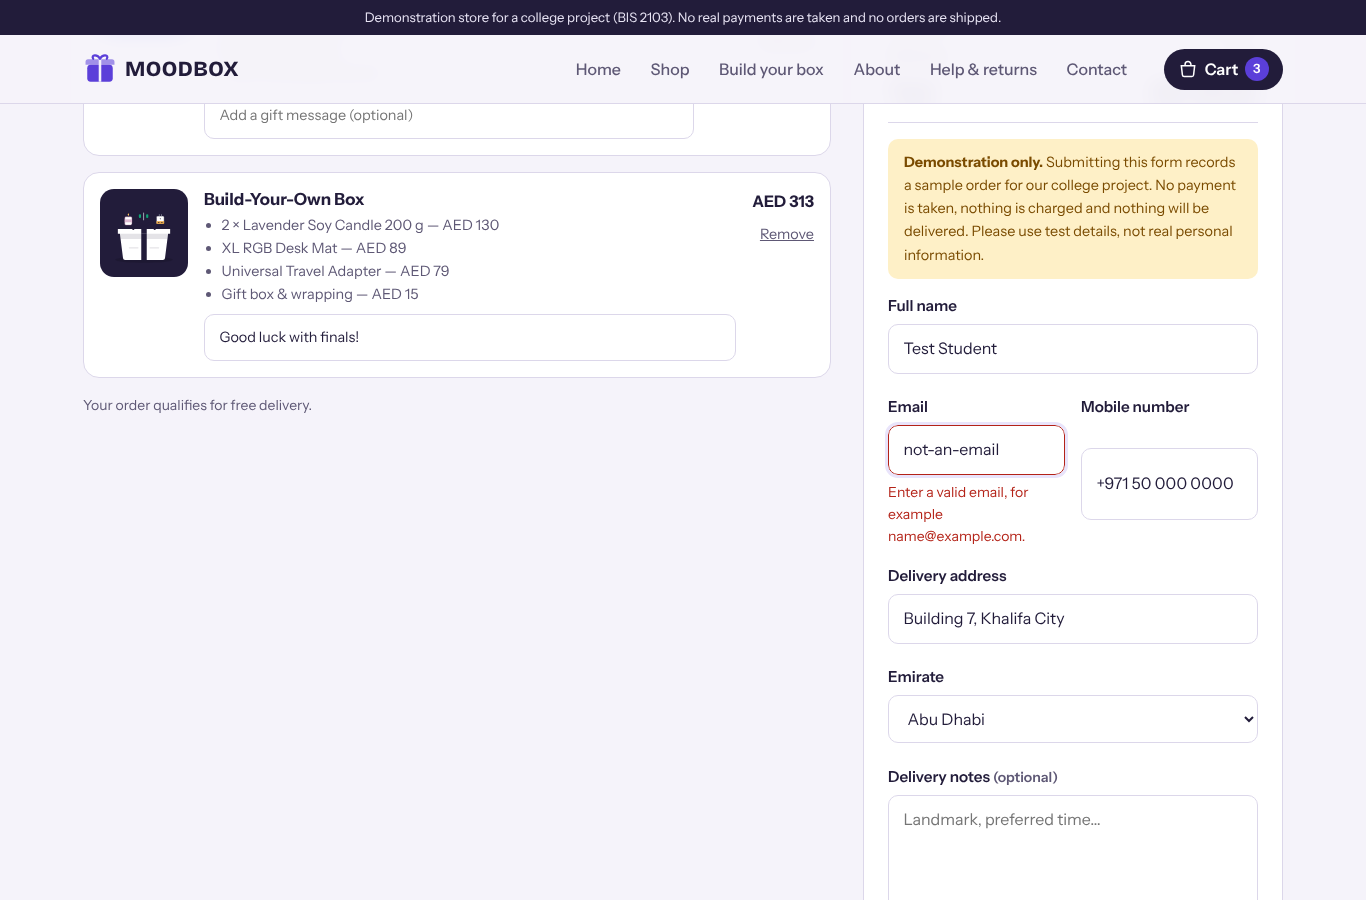 Demonstration store for a college project (BIS 2103). No real payments are taken and no orders are shipped.
MOODBOX
Home
Shop
Build your box
About
Help & returns
Contact
Cart
3
Add a gift message (optional)
Build-Your-Own Box
AED 313
2 × Lavender Soy Candle 200 g — AED 130
Remove
XL RGB Desk Mat — AED 89
Universal Travel Adapter — AED 79
Gift box & wrapping — AED 15
Good luck with finals!
Your order qualifies for free delivery.
Demonstration only. Submitting this form records
a sample order for our college project. No payment
is taken, nothing is charged and nothing will be
delivered. Please use test details, not real personal
information.
Full name
Test Student
Email
not-an-email
Enter a valid email, for
example
name@example.com.
Mobile number
+971 50 000 0000
Delivery address
Building 7, Khalifa City
Emirate
Abu Dhabi
Delivery notes (optional)
Landmark, preferred time...